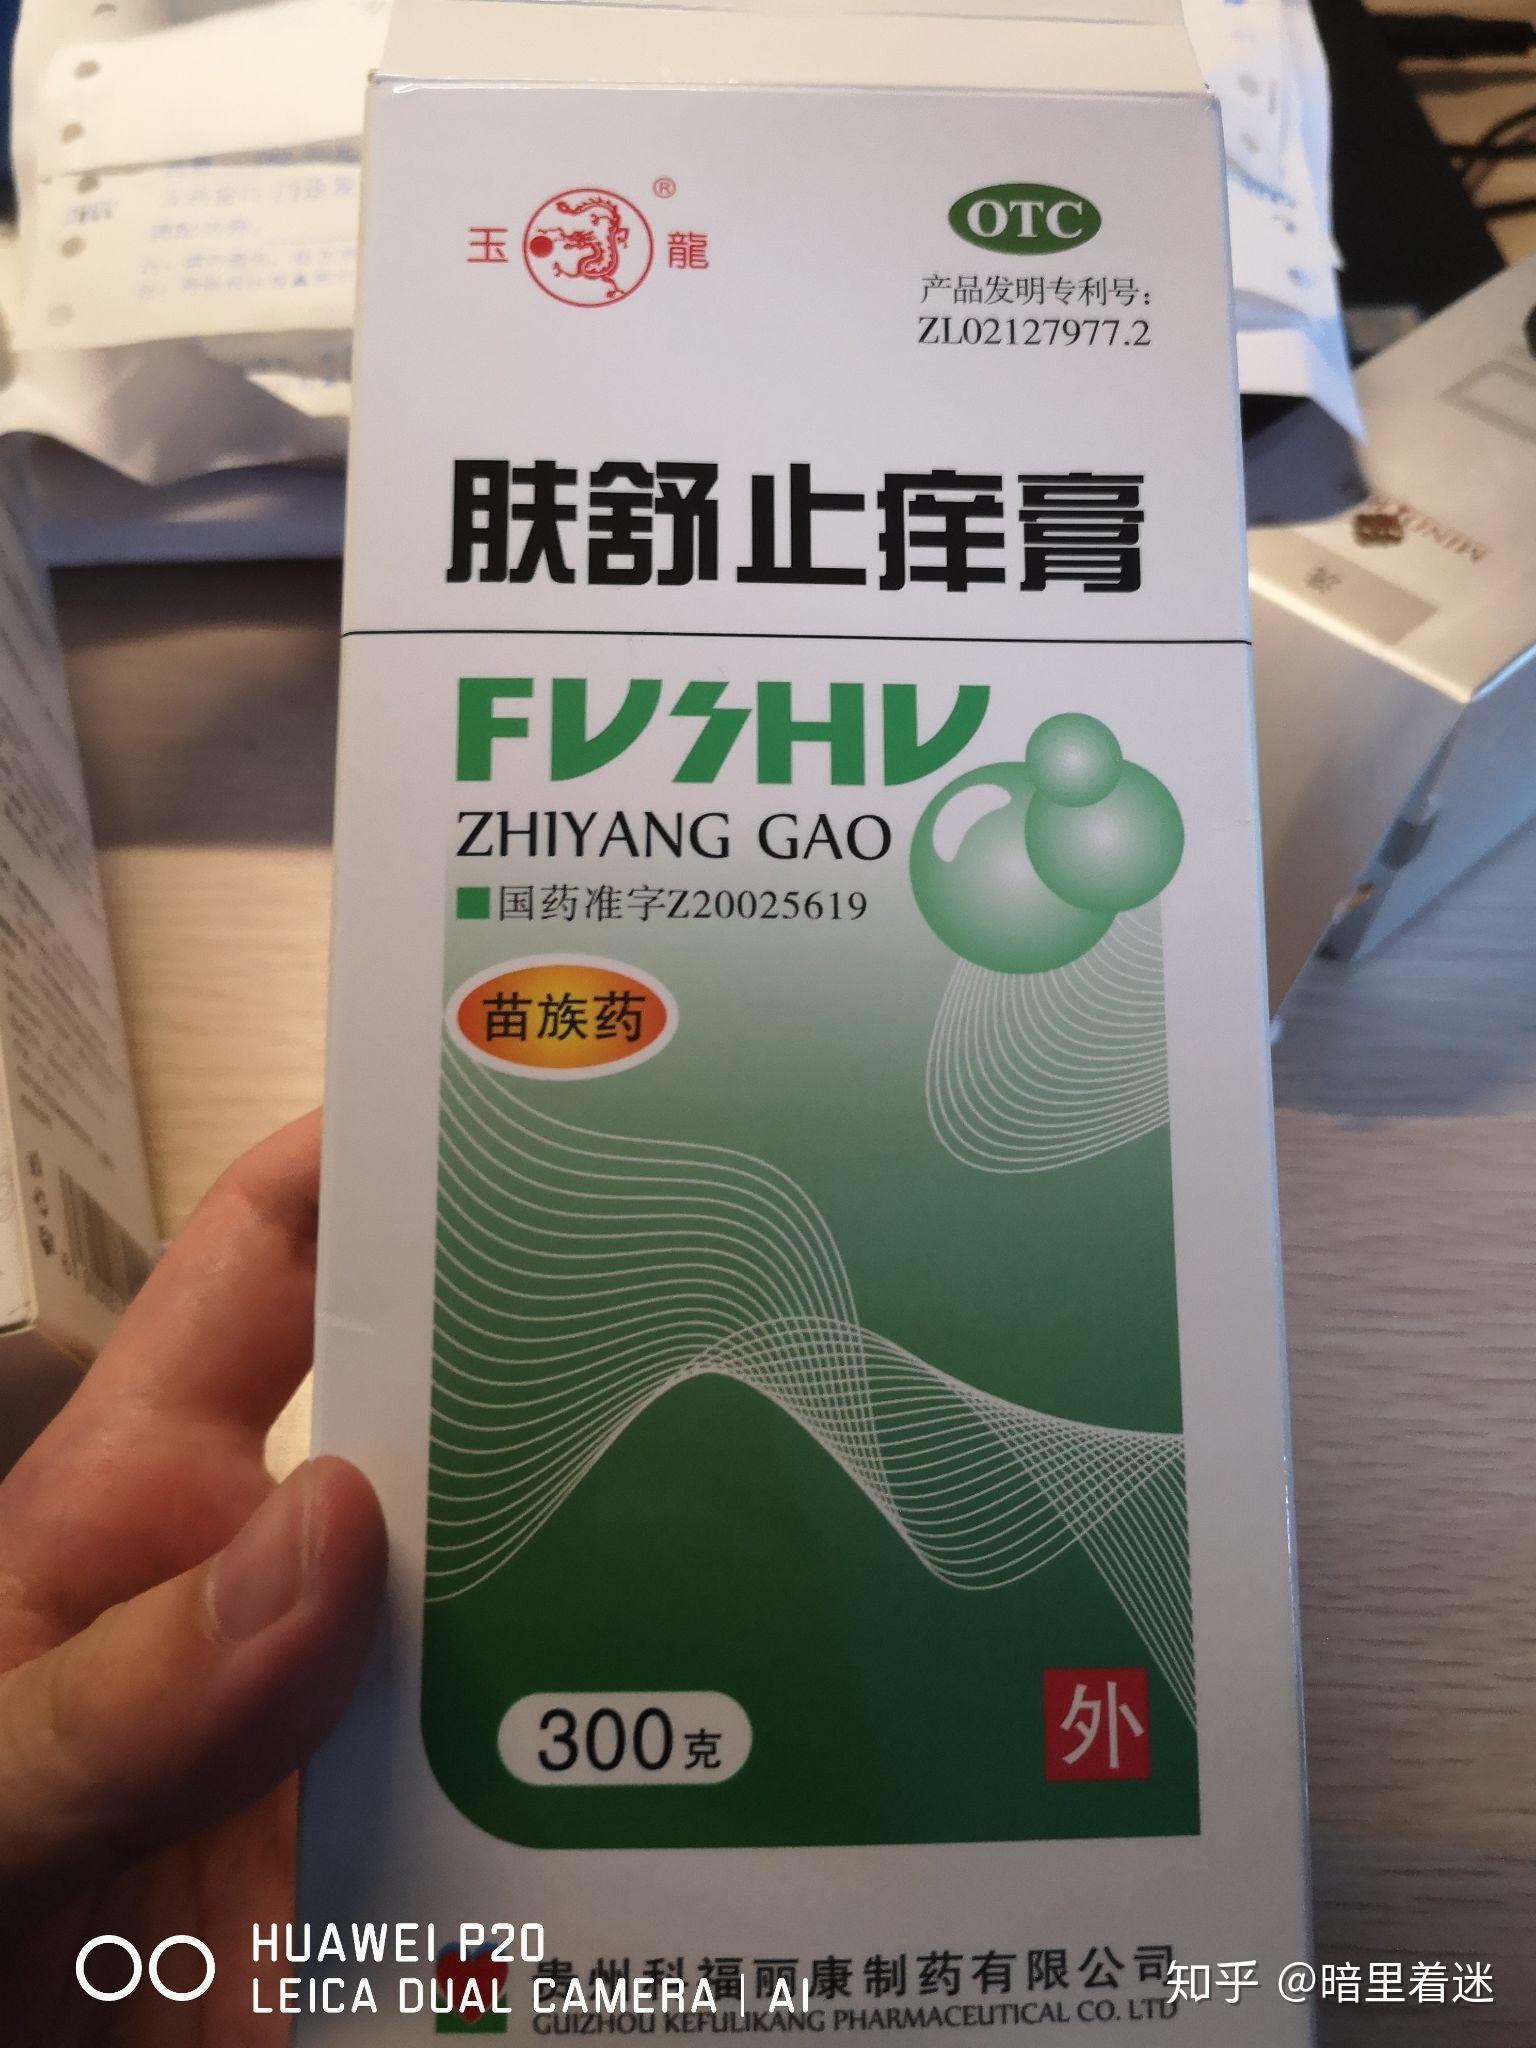 玉 龍 ®
OTC
产品发明专利号：
ZL02127977.2
肤舒止痒膏
FUSHU
ZHIYANG GAO
国药准字Z20025619
苗族药
300克
外
贵州科福丽康制药有限公司
GUIZHOU KEFULIKANG PHARMACEUTICAL CO. LTD
HUAWEI P20
LEICA DUAL CAMERA | AI
知乎 @暗里着迷